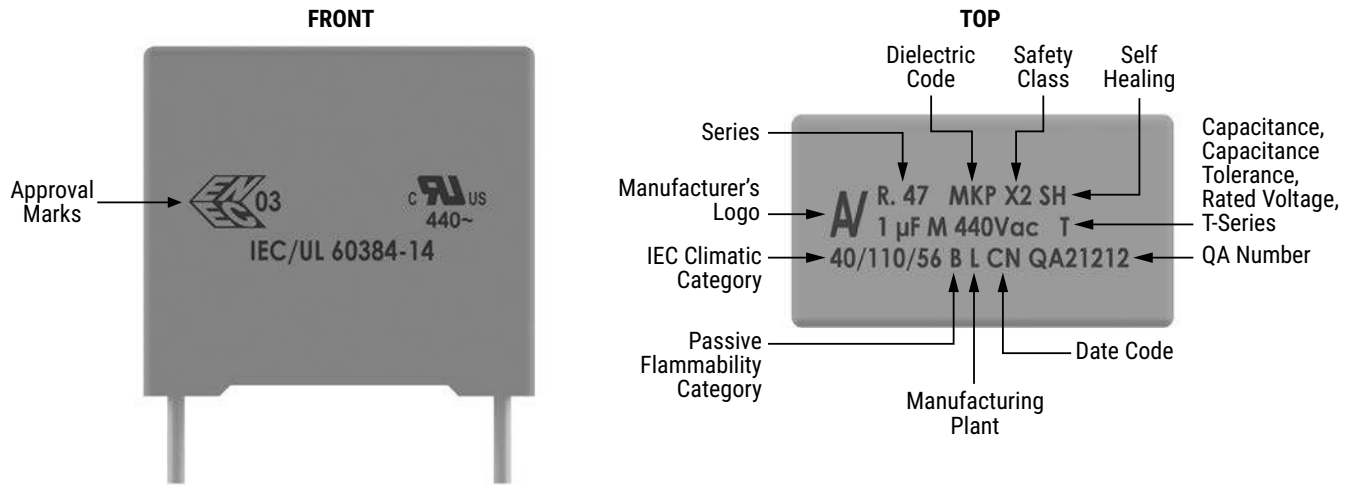 FRONT
Approval
Marks
ENEC 03
C RU US
440~
IEC/UL 60384-14
TOP
Dielectric
Code
Safety
Class
Self
Healing
Series
Manufacturer's
Logo
IEC Climatic
Category
Passive
Flammability
Category
Manufacturing
Plant
Date Code
Capacitance,
Capacitance
Tolerance,
Rated Voltage,
T-Series
QA Number
R. 47 MKP X2 SH
1 µF M 440Vac T
40/110/56 B L CN QA21212